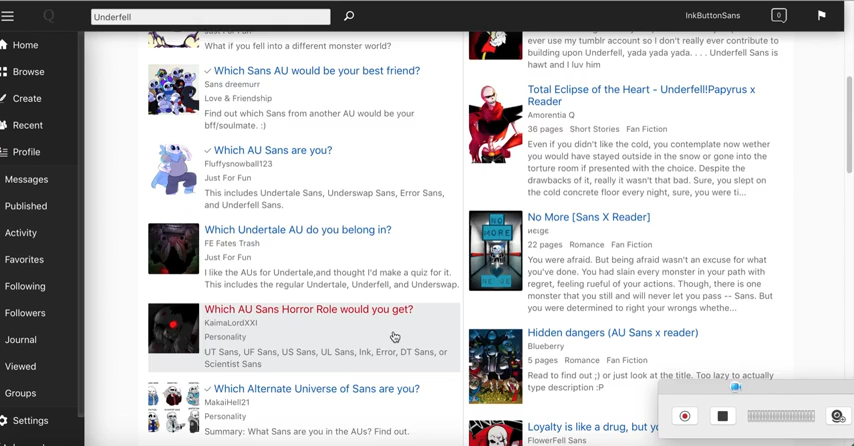 Q
Underfell
InkButtonSans
0
Home
Browse
Create
Recent
Profile
Messages
Published
Activity
Favorites
Following
Followers
Journal
Viewed
Groups
Settings
What if you fell into a different monster world?
Which Sans AU would be your best friend?
Sans dreemurr
Love & Friendship
Find out which Sans from another AU would be your
bff/soulmate. :)
Which AU Sans are you?
Fluffysnowball123
Just For Fun
This includes Undertale Sans, Underswap Sans, Error Sans,
and Underfell Sans.
Which Undertale AU do you belong in?
FE Fates Trash
Just For Fun
I like the AUs for Undertale,and thought I'd make a quiz for it.
This includes the regular Undertale, Underfell, and Underswap.
Which AU Sans Horror Role would you get?
KaimaLordXXI
Personality
UT Sans, UF Sans, US Sans, UL Sans, Ink, Error, DT Sans, or
Scientist Sans
Which Alternate Universe of Sans are you?
MakaiHell21
Personality
Summary: What Sans are you in the AUs? Find out.
ever use my tumblr account so I don't really ever contribute to
building upon Underfell, yada yada yada. . . . Underfell Sans is
hawt and I luv him
Total Eclipse of the Heart - Underfell!Papyrus x
Reader
Amorentia Q
36 pages Short Stories Fan Fiction
Even if you didn't like the cold, you contemplate now wether
you would have stayed outside in the snow or gone into the
torture room if presented with the choice. Despite the
drawbacks of it, really it wasn't that bad. Sure, you slept on
the cold concrete floor every night, sure, you were ti...
NO
MORE
No More [Sans X Reader]
22 pages Romance Fan Fiction
You were afraid. But being afraid wasn't an excuse for what
you've done. You had slain every monster in your path with
regret, feeling rueful of your actions. Though, there is one
monster that you still and will never let you pass -- Sans. But
you were determined to right your wrongs whethe...
Hidden dangers (AU Sans x reader)
Blueberry
5 pages Romance Fan Fiction
Read to find out ;) or just look at the title. Too lazy to actually
type description :P
Loyalty is like a drug, but yo
FlowerFell Sans